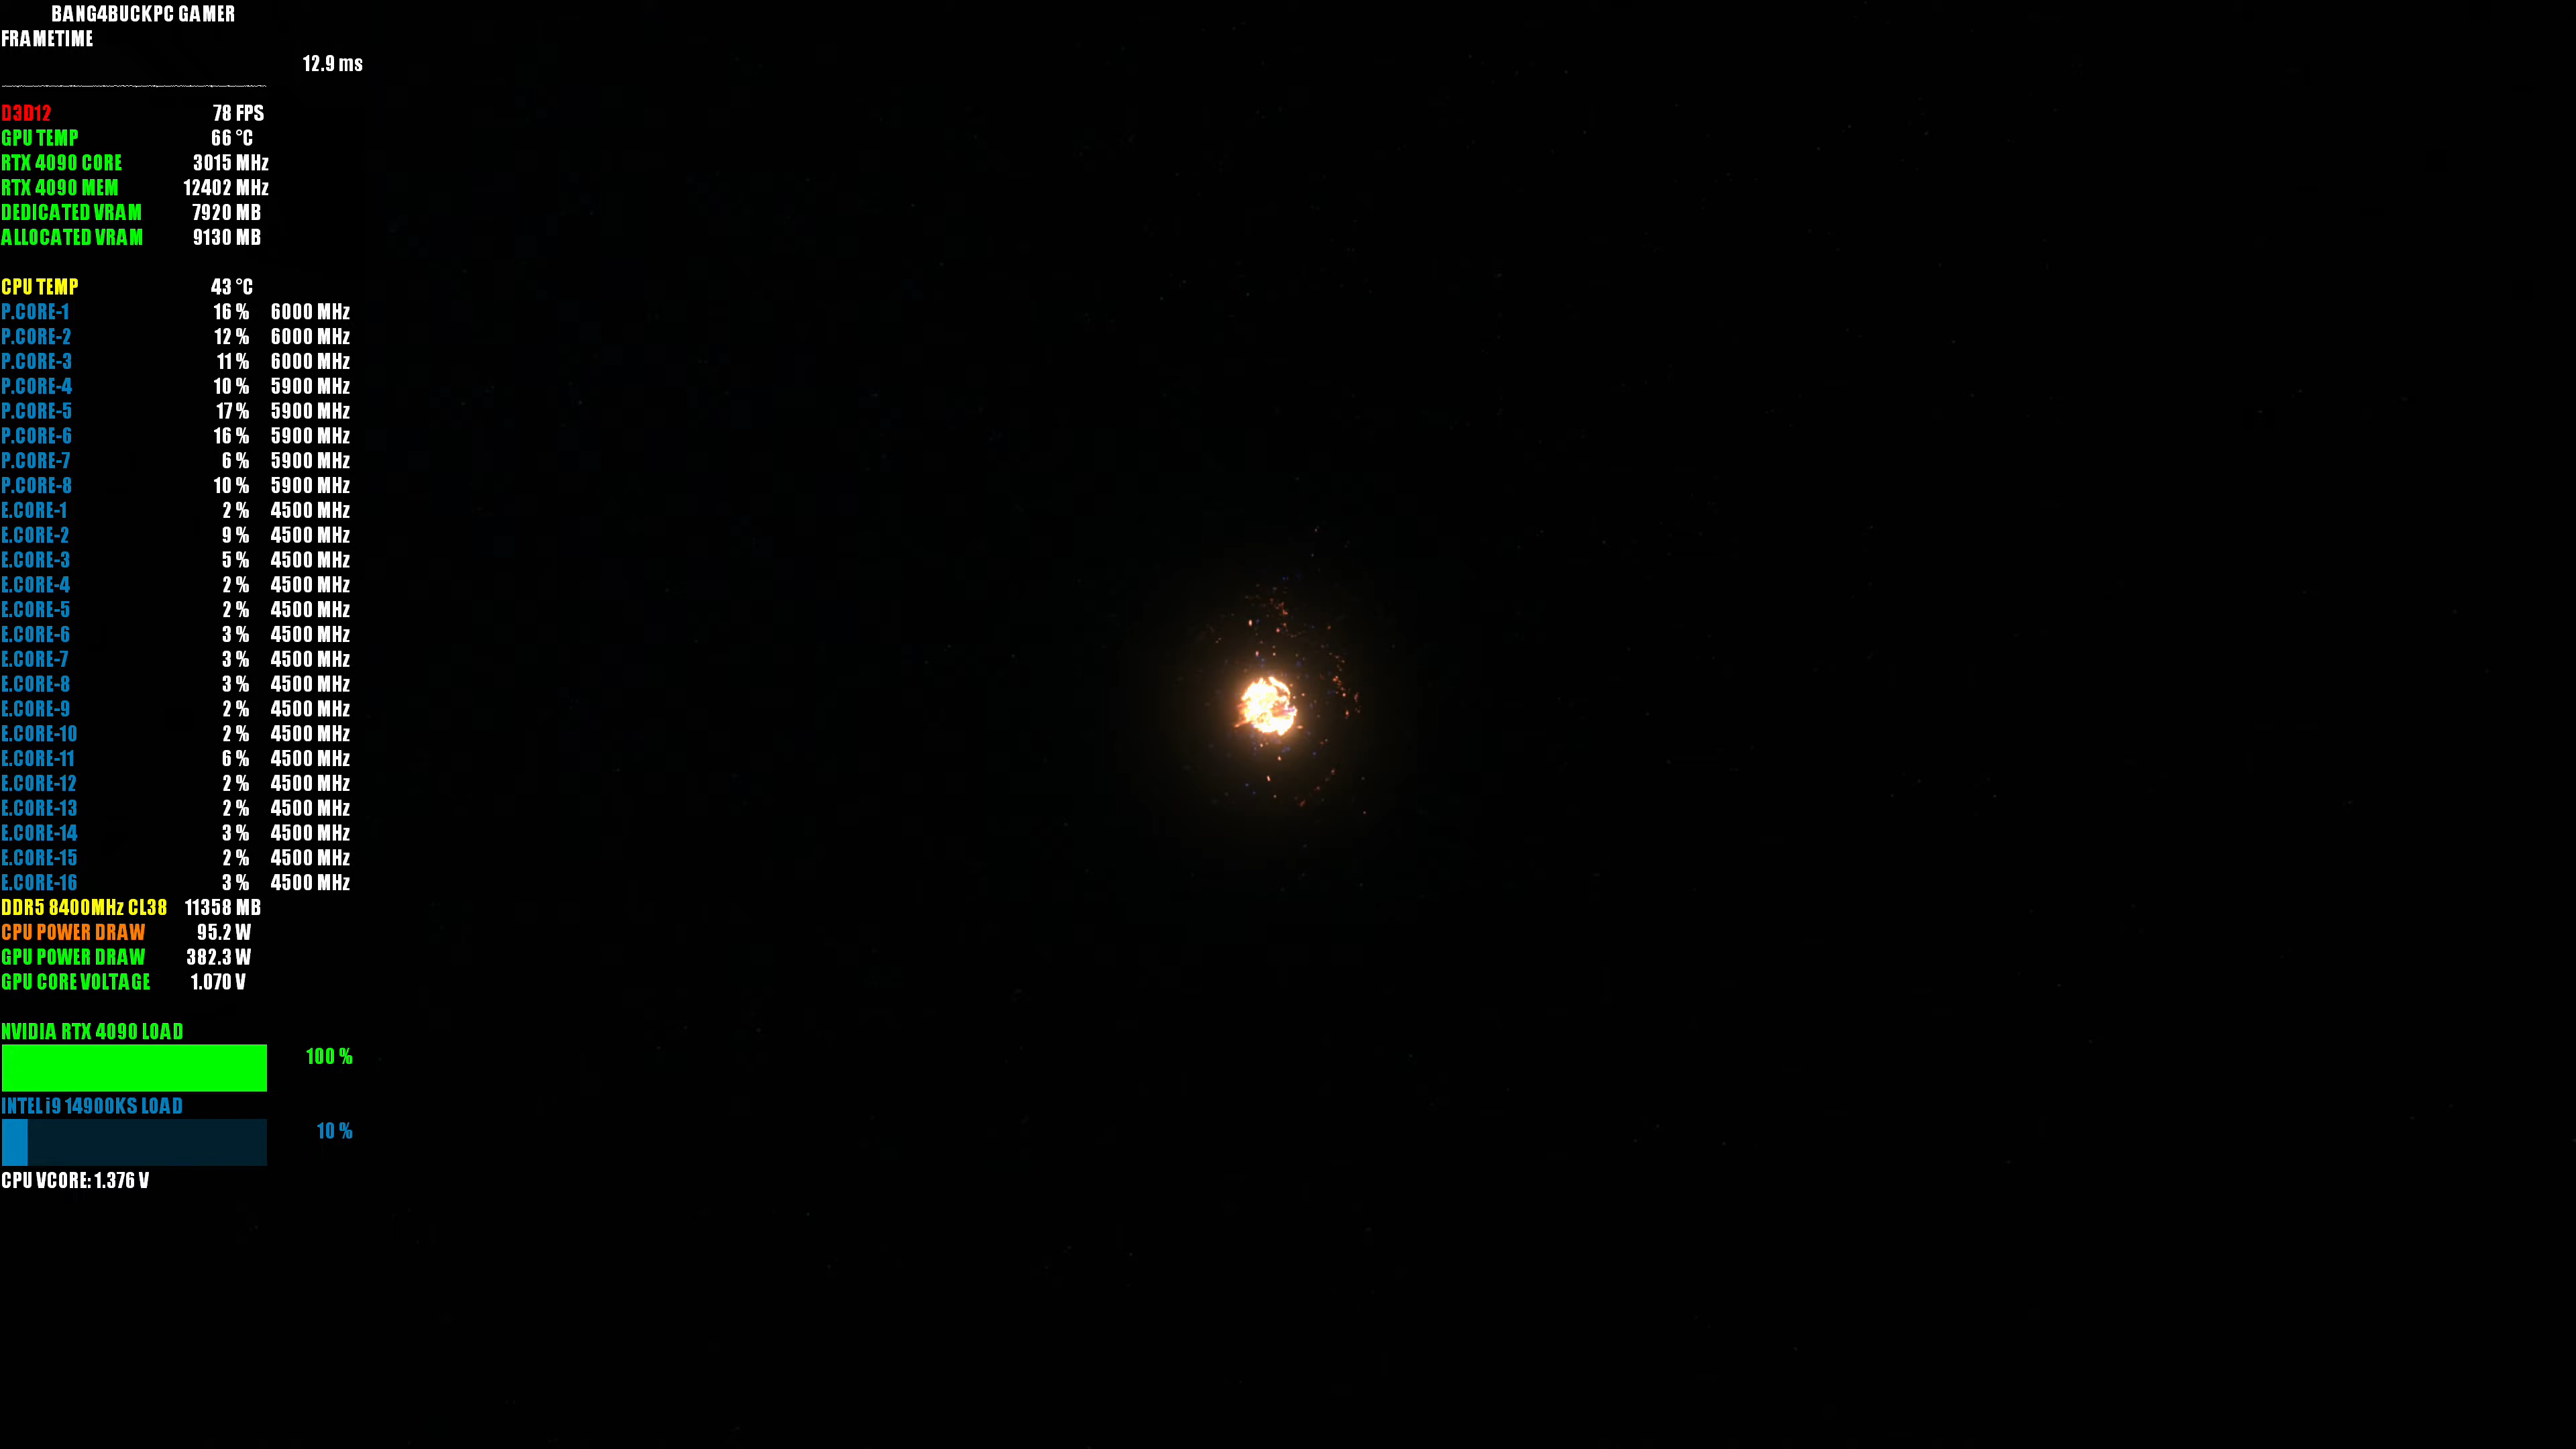 BANG4BUCKPC GAMER
FRAMETIME
12.9 ms
D3D12 78 FPS
GPU TEMP 66 °C
RTX 4090 CORE 3015 MHz
RTX 4090 MEM 12402 MHz
DEDICATED VRAM 7920 MB
ALLOCATED VRAM 9130 MB
CPU TEMP 43 °C
P.CORE-1 16 % 6000 MHz
P.CORE-2 12 % 6000 MHz
P.CORE-3 11 % 6000 MHz
P.CORE-4 10 % 5900 MHz
P.CORE-5 17 % 5900 MHz
P.CORE-6 16 % 5900 MHz
P.CORE-7 6 % 5900 MHz
P.CORE-8 10 % 5900 MHz
E.CORE-1 2 % 4500 MHz
E.CORE-2 9 % 4500 MHz
E.CORE-3 5 % 4500 MHz
E.CORE-4 2 % 4500 MHz
E.CORE-5 2 % 4500 MHz
E.CORE-6 3 % 4500 MHz
E.CORE-7 3 % 4500 MHz
E.CORE-8 3 % 4500 MHz
E.CORE-9 2 % 4500 MHz
E.CORE-10 2 % 4500 MHz
E.CORE-11 6 % 4500 MHz
E.CORE-12 2 % 4500 MHz
E.CORE-13 2 % 4500 MHz
E.CORE-14 3 % 4500 MHz
E.CORE-15 2 % 4500 MHz
E.CORE-16 3 % 4500 MHz
DDR5 8400MHz CL38 11358 MB
CPU POWER DRAW 95.2 W
GPU POWER DRAW 382.3 W
GPU CORE VOLTAGE 1.070 V
NVIDIA RTX 4090 LOAD
100 %
INTEL i9 14900KS LOAD
10 %
CPU VCORE: 1.376 V